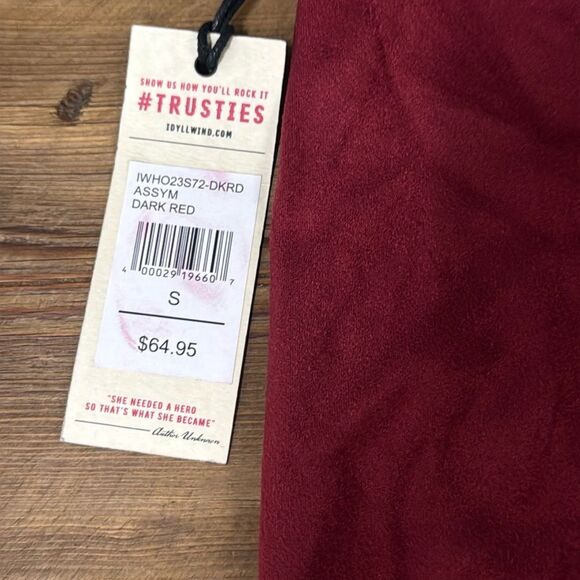 SHOW US HOW YOU'LL ROCK IT
#TRUSTIES
IDYLLWIND.COM
IWHO23S72-DKRD
ASSYM
DARK RED
4 00029 19660 7
S
$64.95
"SHE NEEDED A HERO
SO THAT'S WHAT SHE BECAME"
Author Unknown